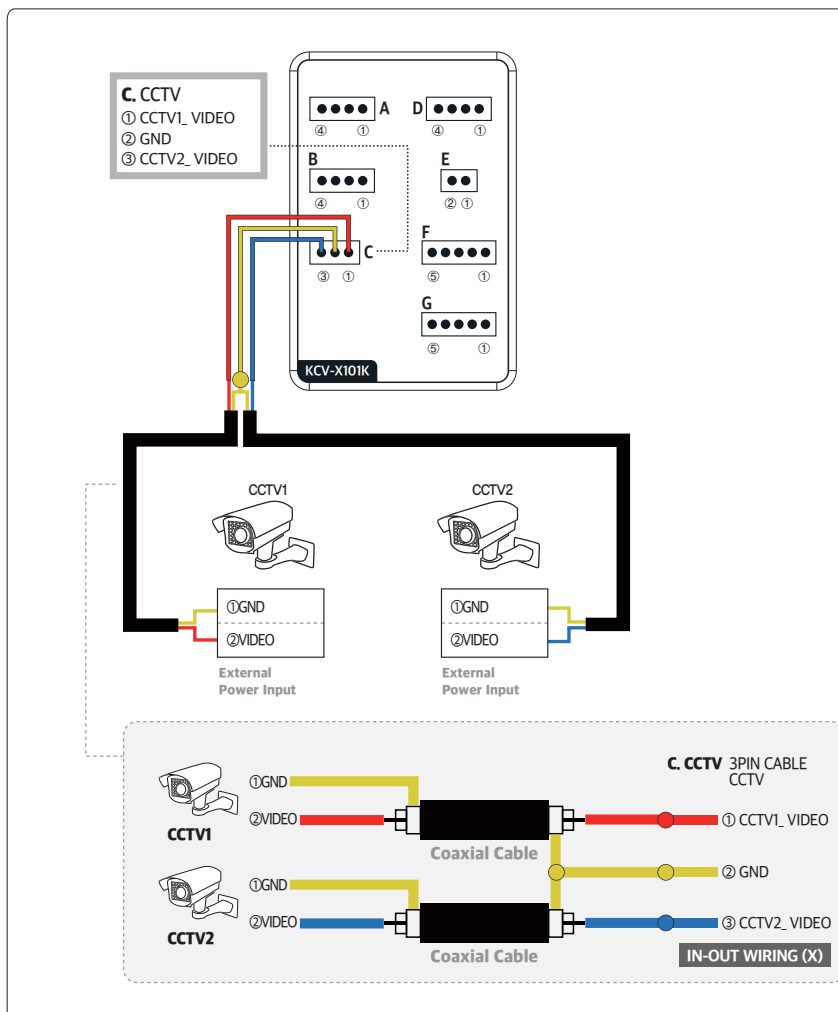 C. CCTV
① CCTV1_ VIDEO
② GND
③ CCTV2_ VIDEO
A
④ ①
D
④ ①
B
④ ①
E
② ①
C
③ ①
F
⑤ ①
G
⑤ ①
KCV-X101K
CCTV1
①GND
②VIDEO
External
Power Input
CCTV2
①GND
②VIDEO
External
Power Input
C. CCTV 3PIN CABLE
CCTV
①GND
②VIDEO
CCTV1
Coaxial Cable
① CCTV1_ VIDEO
② GND
①GND
②VIDEO
CCTV2
Coaxial Cable
③ CCTV2_ VIDEO
IN-OUT WIRING (X)